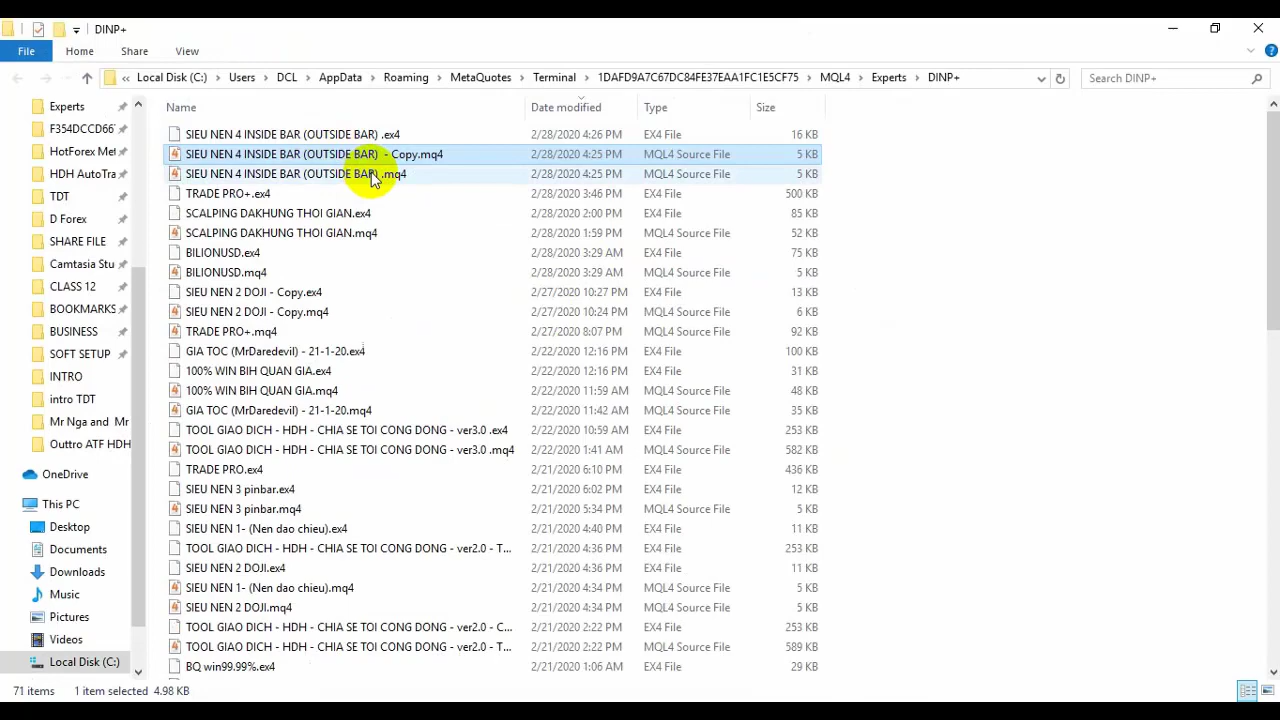 DINP+
File Home Share View
« Local Disk (C:) > Users > DCL > AppData > Roaming > MetaQuotes > Terminal > 1DAFD9A7C67DC84FE37EAA1FC1E5CF75 > MQL4 > Experts > DINP+
Search DINP+
Experts
F354DCCD66
HotForex Met
HDH AutoTra
TDT
D Forex
SHARE FILE
Camtasia Stu
CLASS 12
BOOKMARKS
BUSINESS
SOFT SETUP
INTRO
intro TDT
Mr Nga and Mr
Outtro ATF HDH
OneDrive
This PC
Desktop
Documents
Downloads
Music
Pictures
Videos
Local Disk (C:)
Name Date modified Type Size
SIEU NEN 4 INSIDE BAR (OUTSIDE BAR) .ex4 2/28/2020 4:26 PM EX4 File 16 KB
SIEU NEN 4 INSIDE BAR (OUTSIDE BAR) - Copy.mq4 2/28/2020 4:25 PM MQL4 Source File 5 KB
SIEU NEN 4 INSIDE BAR (OUTSIDE BAR) .mq4 2/28/2020 4:25 PM MQL4 Source File 5 KB
TRADE PRO+.ex4 2/28/2020 3:46 PM EX4 File 500 KB
SCALPING DAKHUNG THOI GIAN.ex4 2/28/2020 2:00 PM EX4 File 85 KB
SCALPING DAKHUNG THOI GIAN.mq4 2/28/2020 1:59 PM MQL4 Source File 52 KB
BILIONUSD.ex4 2/28/2020 3:29 AM EX4 File 75 KB
BILIONUSD.mq4 2/28/2020 3:29 AM MQL4 Source File 5 KB
SIEU NEN 2 DOJI - Copy.ex4 2/27/2020 10:27 PM EX4 File 13 KB
SIEU NEN 2 DOJI - Copy.mq4 2/27/2020 10:24 PM MQL4 Source File 5 KB
TRADE PRO+.mq4 2/27/2020 8:07 PM MQL4 Source File 92 KB
GIA TOC (MrDaredevil) - 21-1-20.ex4 2/22/2020 12:16 PM EX4 File 100 KB
100% WIN BIH QUAN GIA.ex4 2/22/2020 12:16 PM EX4 File 31 KB
100% WIN BIH QUAN GIA.mq4 2/22/2020 11:59 AM MQL4 Source File 48 KB
GIA TOC (MrDaredevil) - 21-1-20.mq4 2/22/2020 11:42 AM MQL4 Source File 35 KB
TOOL GIAO DICH - HDH - CHIA SE TOI CONG DONG - ver3.0 .ex4 2/22/2020 10:59 AM EX4 File 253 KB
TOOL GIAO DICH - HDH - CHIA SE TOI CONG DONG - ver3.0 .mq4 2/22/2020 1:41 AM MQL4 Source File 582 KB
TRADE PRO.ex4 2/21/2020 6:10 PM EX4 File 436 KB
SIEU NEN 3 pinbar.ex4 2/21/2020 6:02 PM EX4 File 12 KB
SIEU NEN 3 pinbar.mq4 2/21/2020 5:34 PM MQL4 Source File 5 KB
SIEU NEN 1- (Nen dao chieu).ex4 2/21/2020 4:40 PM EX4 File 11 KB
TOOL GIAO DICH - HDH - CHIA SE TOI CONG DONG - ver2.0 - T... 2/21/2020 4:36 PM EX4 File 253 KB
SIEU NEN 2 DOJI.ex4 2/21/2020 4:36 PM EX4 File 11 KB
SIEU NEN 1- (Nen dao chieu).mq4 2/21/2020 4:34 PM MQL4 Source File 5 KB
SIEU NEN 2 DOJI.mq4 2/21/2020 4:34 PM MQL4 Source File 5 KB
TOOL GIAO DICH - HDH - CHIA SE TOI CONG DONG - ver2.0 - C... 2/21/2020 2:22 PM EX4 File 253 KB
TOOL GIAO DICH - HDH - CHIA SE TOI CONG DONG - ver2.0 - T... 2/21/2020 2:22 PM MQL4 Source File 589 KB
BQ win99.99%.ex4 2/21/2020 1:06 AM EX4 File 29 KB
71 items 1 item selected 4.98 KB